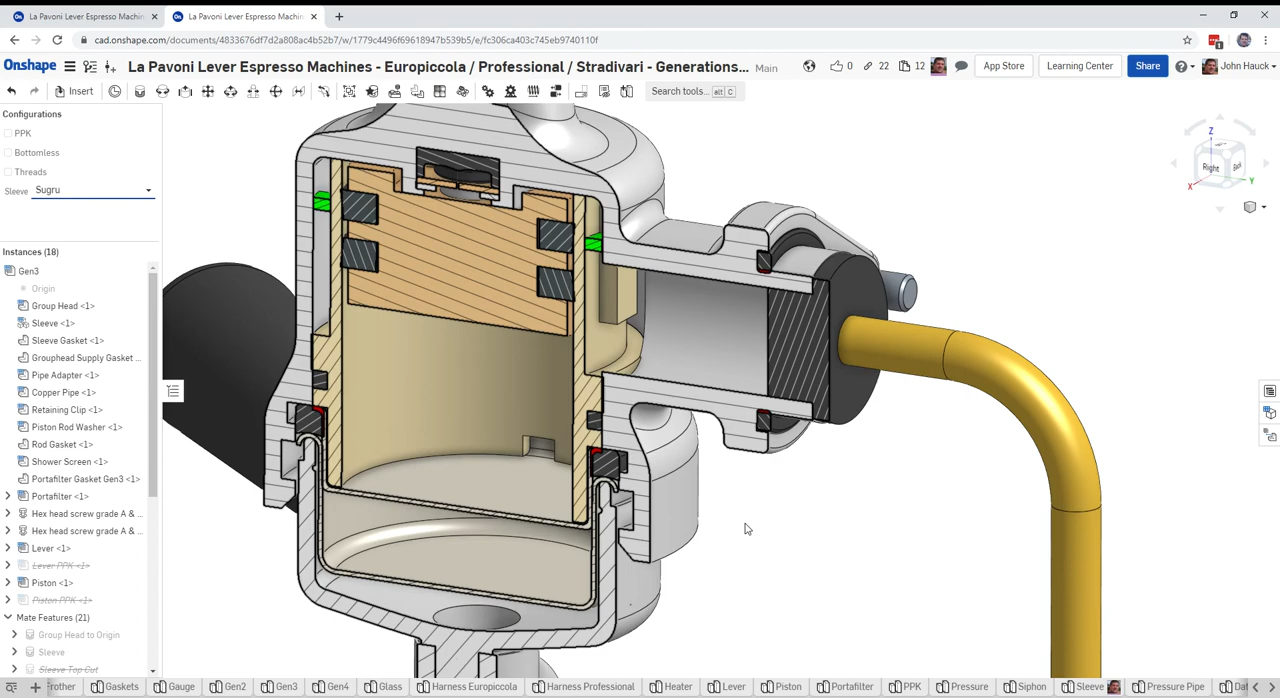 La Pavoni Lever Espresso Machin
La Pavoni Lever Espresso Machin
cad.onshape.com/documents/4833676df7d2a808ac4b52b7/w/1779c4496f69618947b539b5/e/fc306ca403c745eb9740110f
Onshape La Pavoni Lever Espresso Machines - Europiccola / Professional / Stradivari - Generations... Main 0 22 12 App Store Learning Center Share John Hauck
Insert Search tools... alt C
Configurations
PPK
Bottomless
Threads
Sleeve Sugru
Instances (18)
Gen3
Origin
Group Head <1>
Sleeve <1>
Sleeve Gasket <1>
Grouphead Supply Gasket ...
Pipe Adapter <1>
Copper Pipe <1>
Retaining Clip <1>
Piston Rod Washer <1>
Rod Gasket <1>
Shower Screen <1>
Portafilter Gasket Gen3 <1>
Portafilter <1>
Hex head screw grade A & ...
Hex head screw grade A & ...
Lever <1>
Lever PPK <1>
Piston <1>
Piston PPK <1>
Mate Features (21)
Group Head to Origin
Sleeve
Sleeve Top Cut
Z
Right
Back
X
Y
rother Gaskets Gauge Gen2 Gen3 Gen4 Glass Harness Europiccola Harness Professional Heater Lever Piston Portafilter PPK Pressure Siphon Sleeve Pressure Pipe Dat